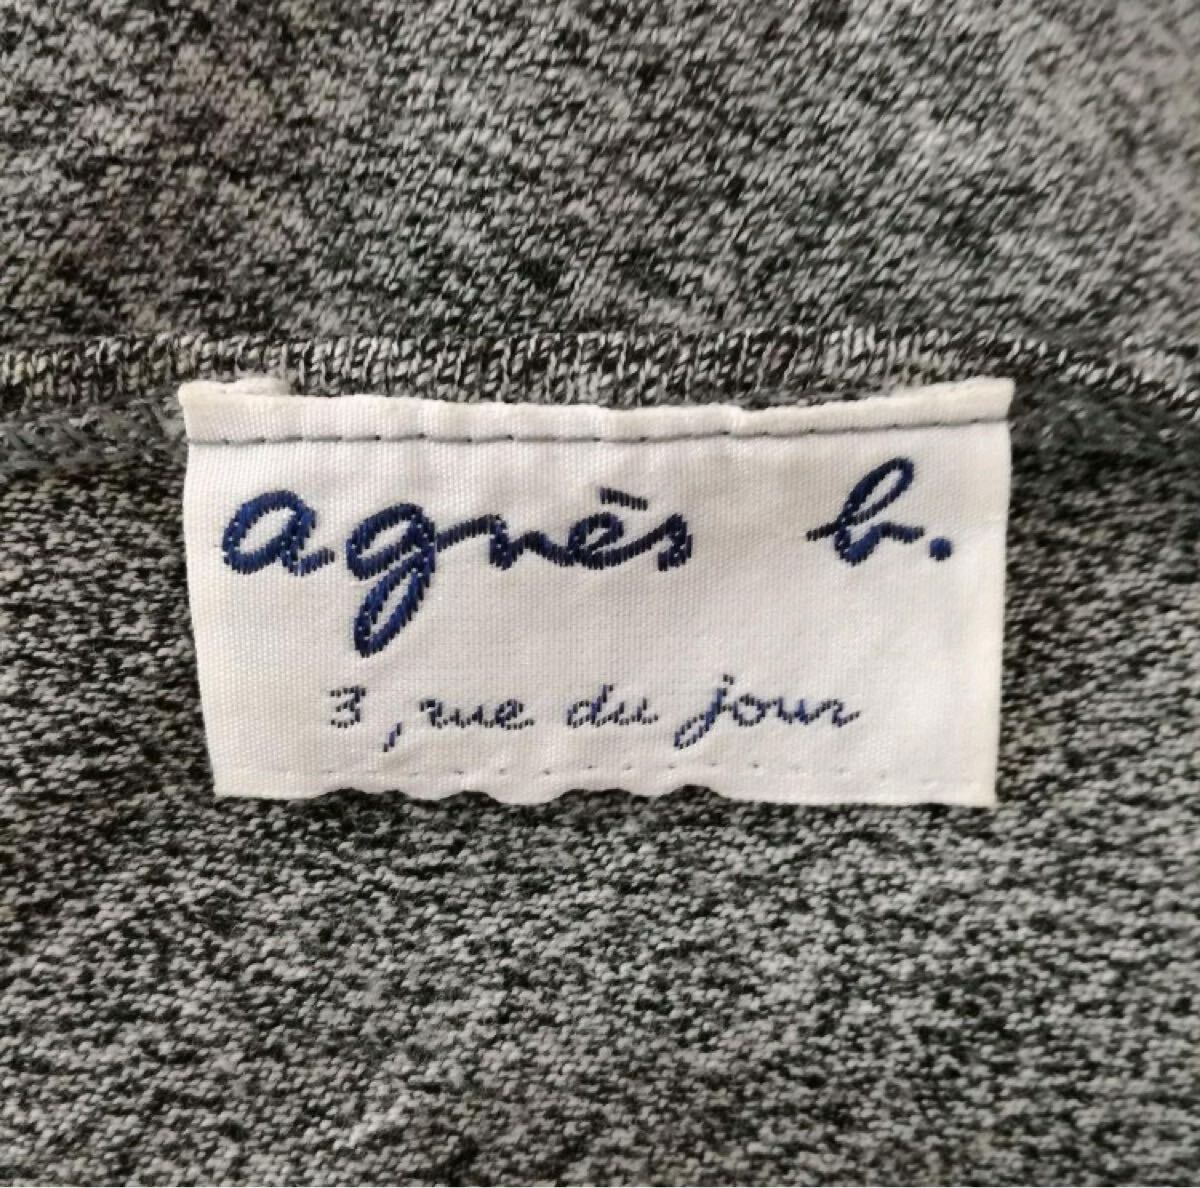 agnès b.
3, rue du jour